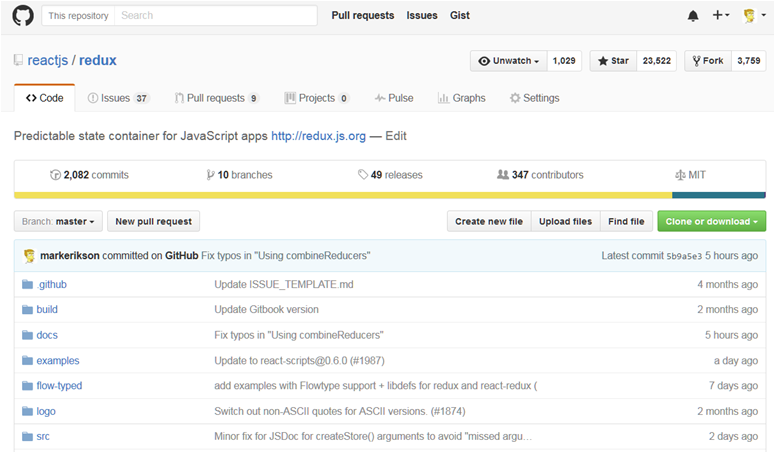 This repository Search Pull requests Issues Gist
reactjs / redux Unwatch 1,029 Star 23,522 Fork 3,759
Code Issues 37 Pull requests 9 Projects 0 Pulse Graphs Settings
Predictable state container for JavaScript apps http://redux.js.org — Edit
2,082 commits 10 branches 49 releases 347 contributors MIT
Branch: master New pull request Create new file Upload files Find file Clone or download
markerikson committed on GitHub Fix typos in "Using combineReducers" Latest commit 5b9a5e3 5 hours ago
.github Update ISSUE_TEMPLATE.md 4 months ago
build Update Gitbook version 2 months ago
docs Fix typos in "Using combineReducers" 5 hours ago
examples Update to react-scripts@0.6.0 (#1987) a day ago
flow-typed add examples with Flowtype support + libdefs for redux and react-redux ( 7 days ago
logo Switch out non-ASCII quotes for ASCII versions. (#1874) 2 months ago
src Minor fix for JSDoc for createStore() arguments to avoid "missed argu… 2 days ago